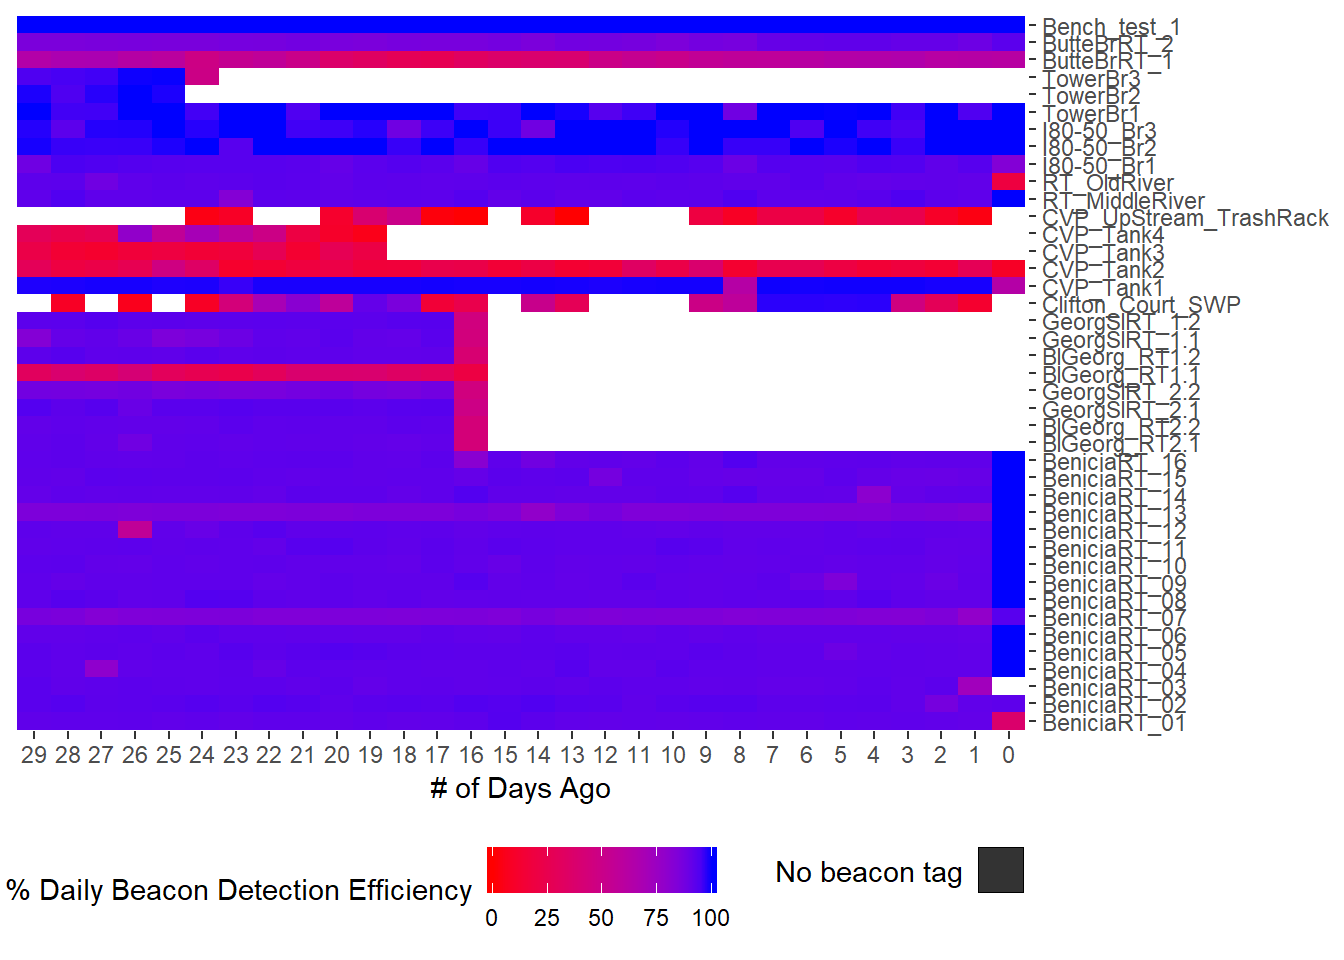 Bench_test_1
ButteBrRT_2
ButteBrRT_1
TowerBr3
TowerBr2
TowerBr1
I80-50_Br3
I80-50_Br2
I80-50_Br1
RT_OldRiver
RT_MiddleRiver
CVP_UpStream_TrashRack
CVP_Tank4
CVP_Tank3
CVP_Tank2
CVP_Tank1
Clifton_Court_SWP
GeorgSlRT_1.2
GeorgSlRT_1.1
BlGeorg_RT1.2
BlGeorg_RT1.1
GeorgSlRT_2.2
GeorgSlRT_2.1
BlGeorg_RT2.2
BlGeorg_RT2.1
BeniciaRT_16
BeniciaRT_15
BeniciaRT_14
BeniciaRT_13
BeniciaRT_12
BeniciaRT_11
BeniciaRT_10
BeniciaRT_09
BeniciaRT_08
BeniciaRT_07
BeniciaRT_06
BeniciaRT_05
BeniciaRT_04
BeniciaRT_03
BeniciaRT_02
BeniciaRT_01
29 28 27 26 25 24 23 22 21 20 19 18 17 16 15 14 13 12 11 10 9 8 7 6 5 4 3 2 1 0
# of Days Ago
% Daily Beacon Detection Efficiency
0 25 50 75 100
No beacon tag